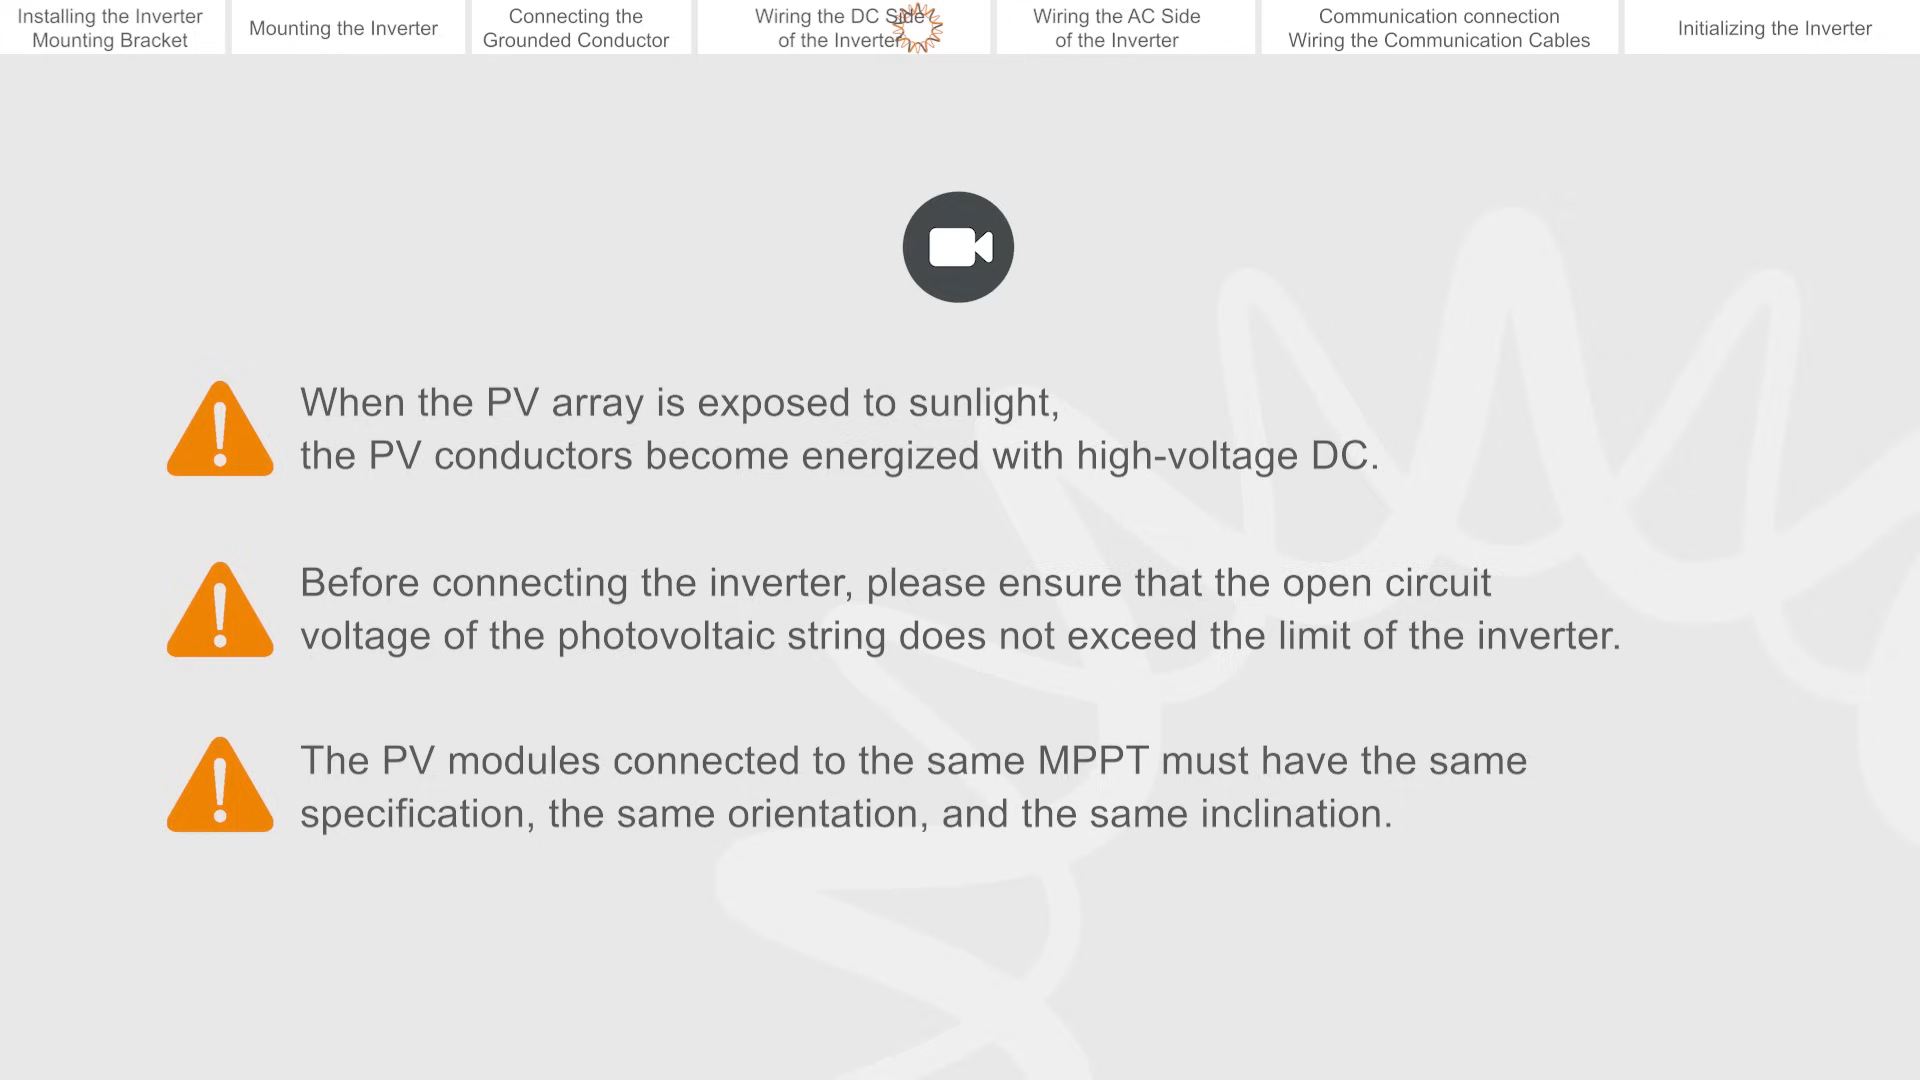 Installing the Inverter
Mounting Bracket
Mounting the Inverter
Connecting the
Grounded Conductor
Wiring the DC Side
of the Inverter
Wiring the AC Side
of the Inverter
Communication connection
Wiring the Communication Cables
Initializing the Inverter
When the PV array is exposed to sunlight,
the PV conductors become energized with high-voltage DC.
Before connecting the inverter, please ensure that the open circuit
voltage of the photovoltaic string does not exceed the limit of the inverter.
The PV modules connected to the same MPPT must have the same
specification, the same orientation, and the same inclination.